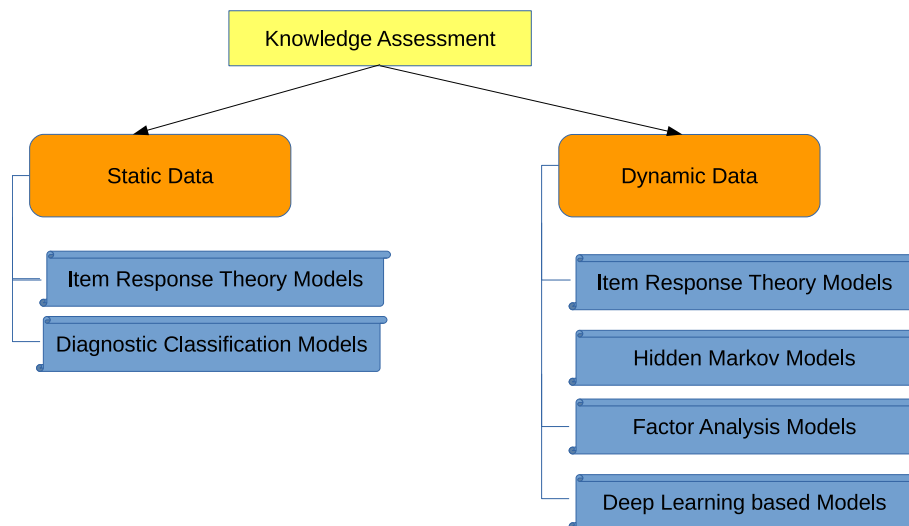 Knowledge Assessment
Static Data
Dynamic Data
Item Response Theory Models
Diagnostic Classification Models
Item Response Theory Models
Hidden Markov Models
Factor Analysis Models
Deep Learning based Models